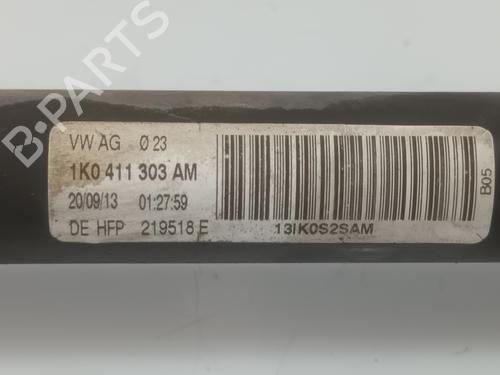 VW AG Ø 23
1K0 411 303 AM
20/09/13 01:27:59
DE HFP 219518 E
13IK0S2SAM
B05
B-PARTS